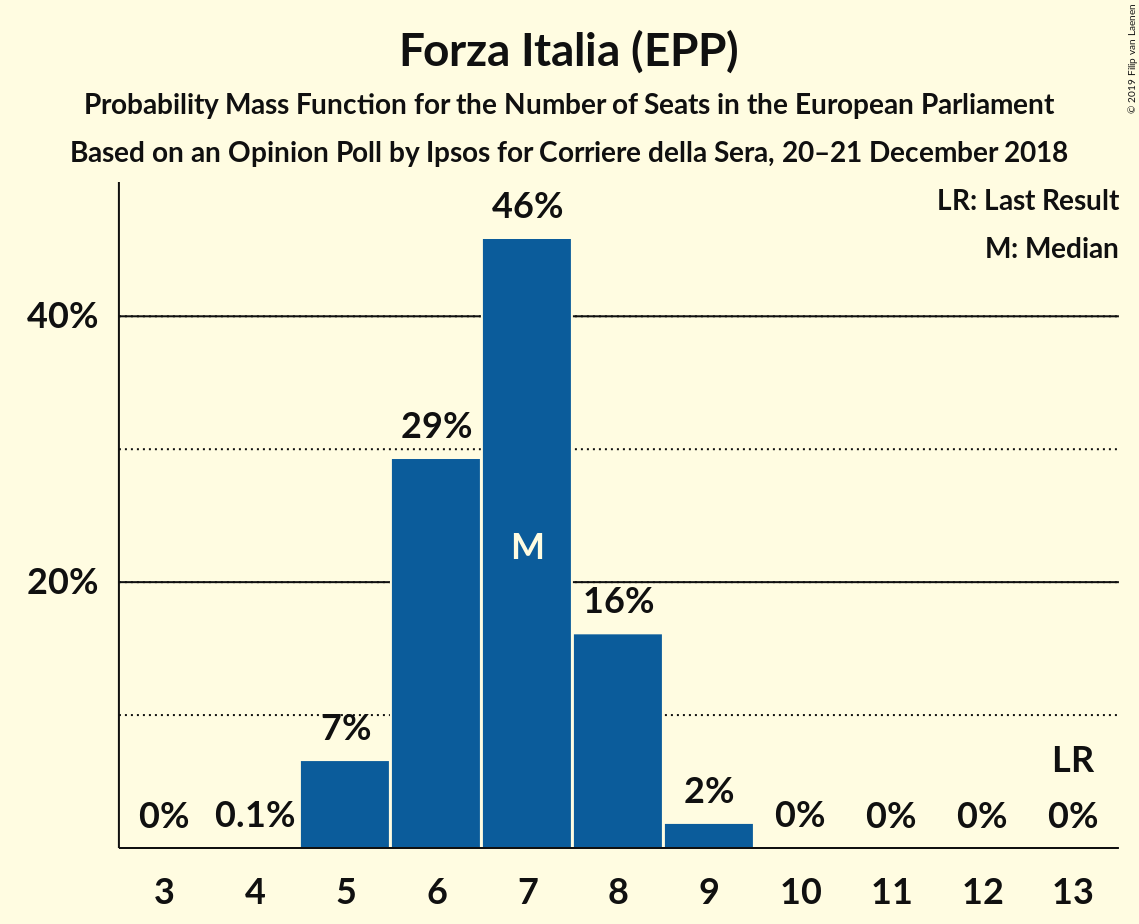 Forza Italia (EPP)
Probability Mass Function for the Number of Seats in the European Parliament
Based on an Opinion Poll by Ipsos for Corriere della Sera, 20–21 December 2018
© 2019 Filip van Laenen
LR: Last Result
M: Median
46%
40%
29%
M
20%
16%
7%
LR
2%
0% 0.1% 0% 0% 0% 0%
3 4 5 6 7 8 9 10 11 12 13